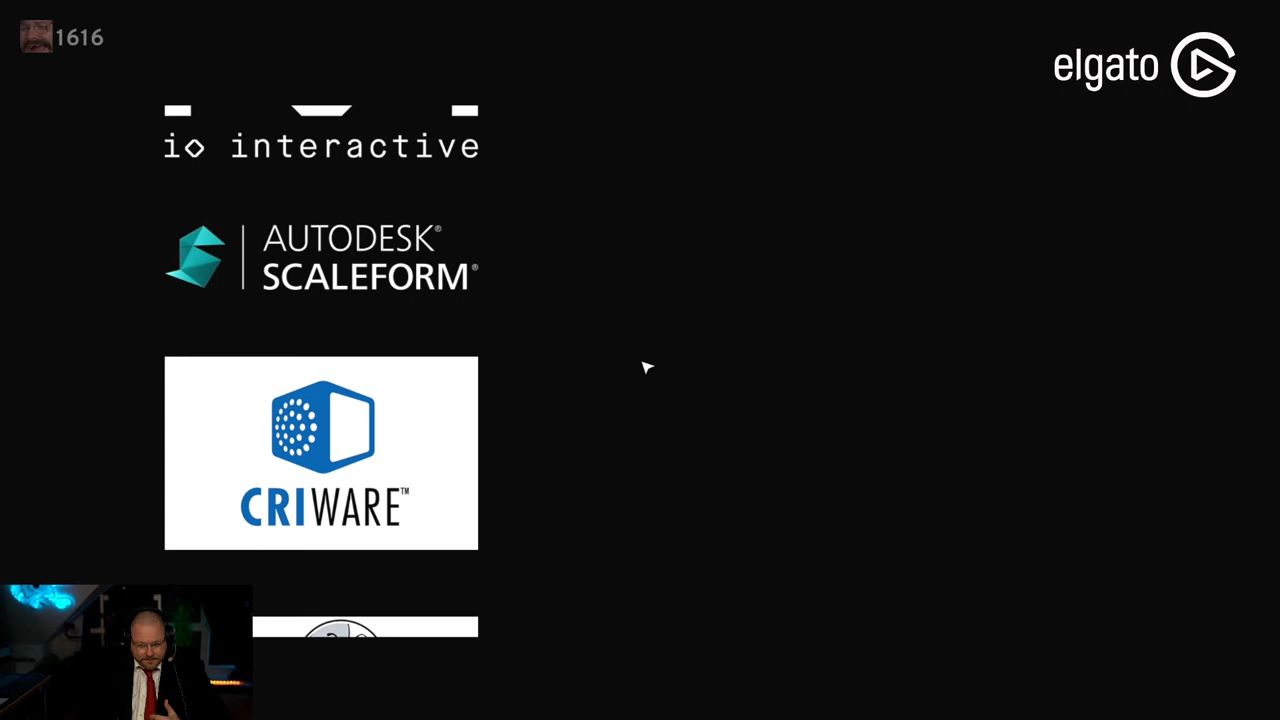 1616
elgato
io interactive
AUTODESK®
SCALEFORM®
CRIWARE™